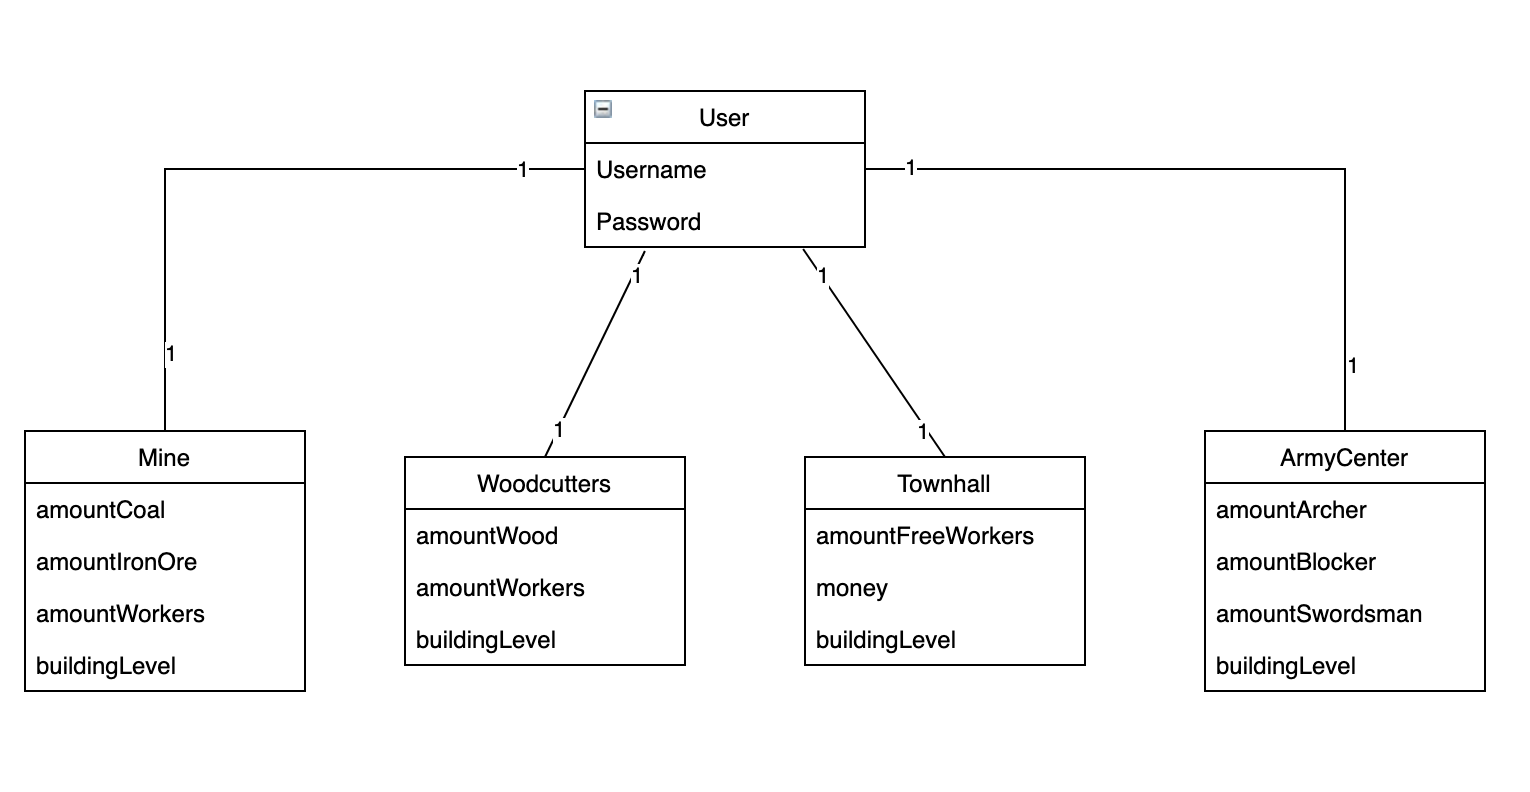 User
Username
Password
1
1
1
1
1
1
1
1
Mine
amountCoal
amountIronOre
amountWorkers
buildingLevel
Woodcutters
amountWood
amountWorkers
buildingLevel
Townhall
amountFreeWorkers
money
buildingLevel
ArmyCenter
amountArcher
amountBlocker
amountSwordsman
buildingLevel